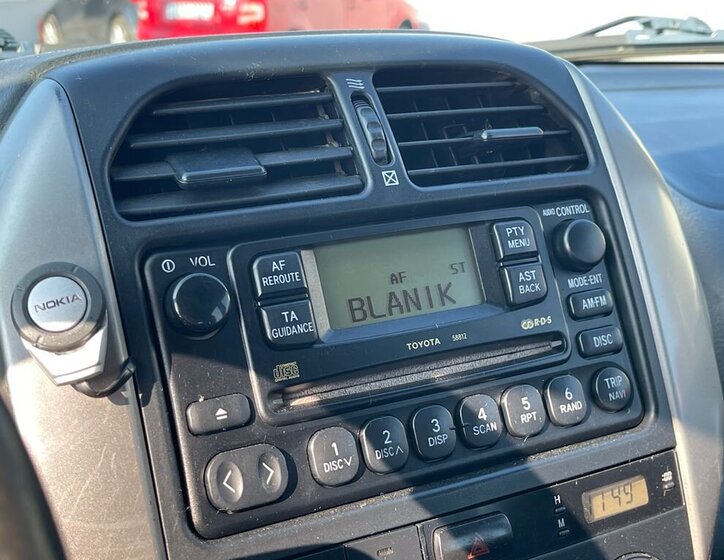 NOKIA
VOL
AF
REROUTE
TA
GUIDANCE
AF
ST
BLANIK
PTY
MENU
AST
BACK
AUDIO CONTROL
MODE·ENT
AM·FM
DISC
TRIP
NAVI
TOYOTA 58812
R·D·S
disc
1
DISC∨
2
DISC∧
3
DISP
4
SCAN
5
RPT
6
RAND
<
>
H
M
1:49